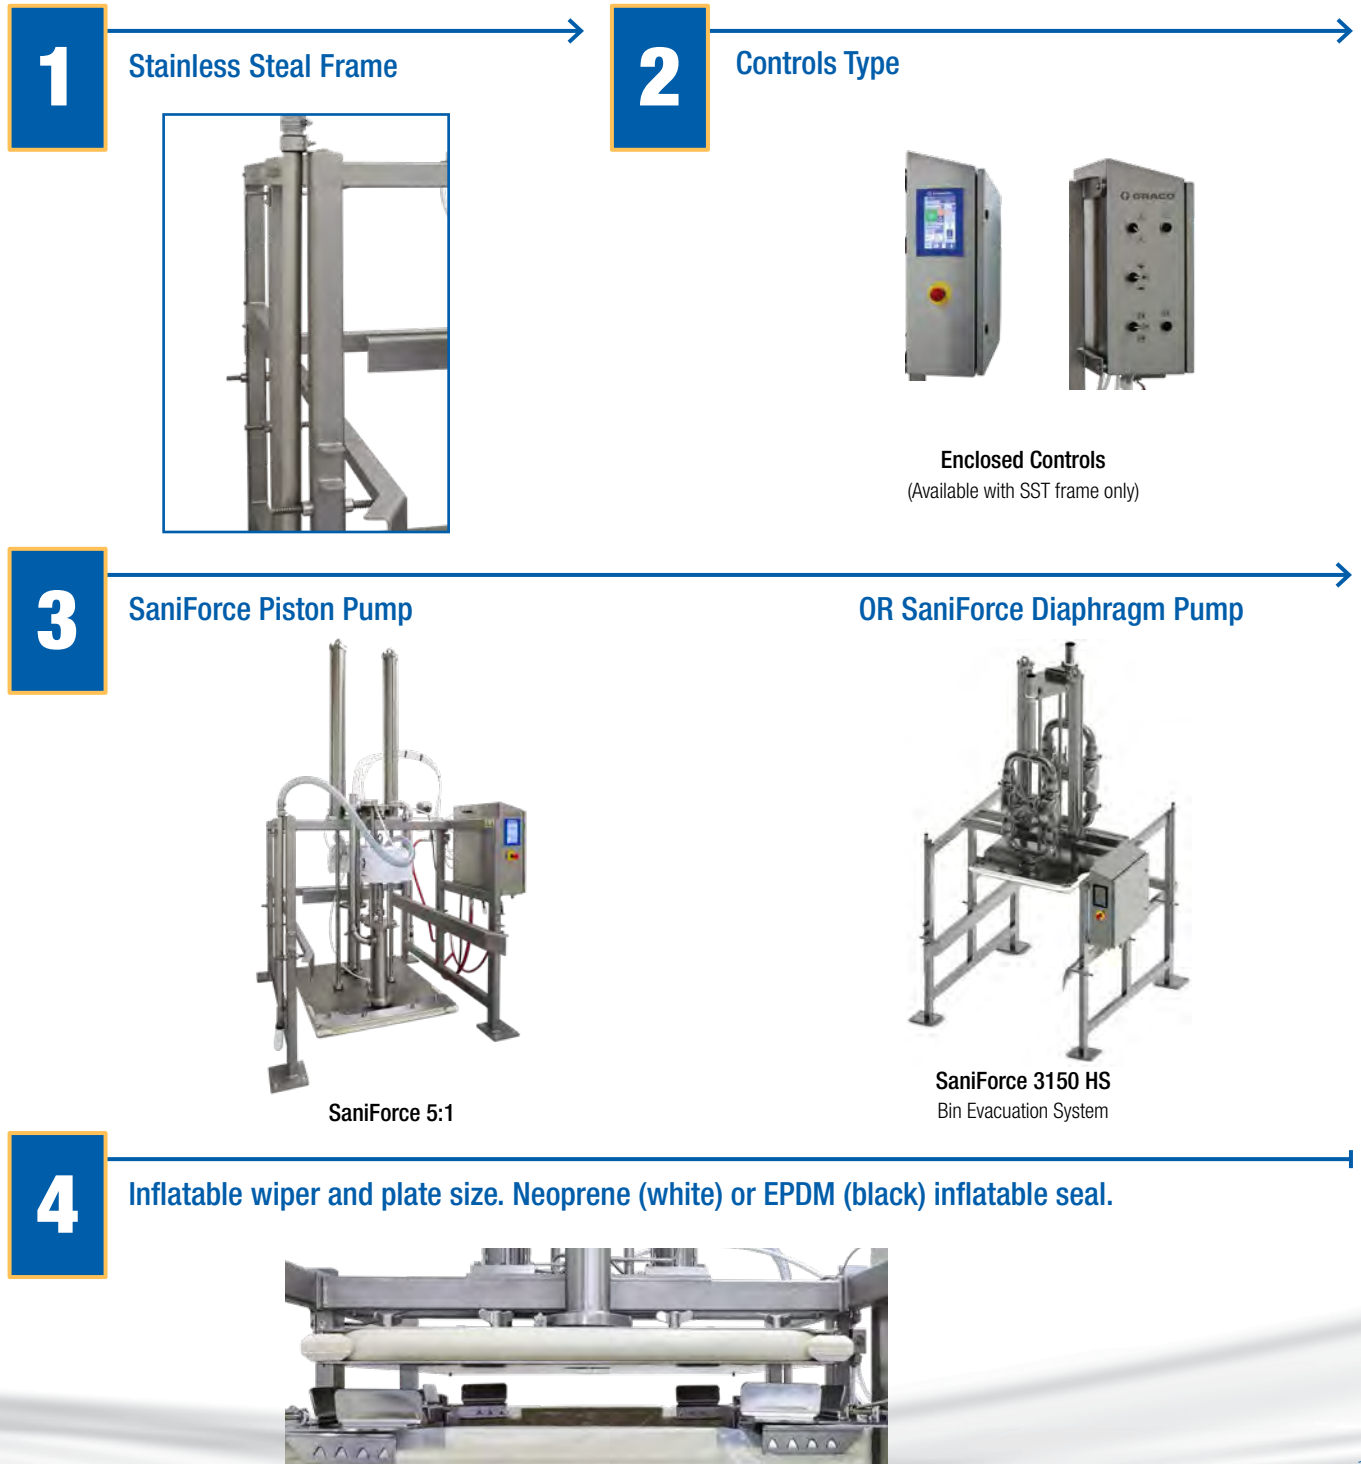 1
Stainless Steal Frame
2
Controls Type
GRACO
Enclosed Controls
(Available with SST frame only)
3
SaniForce Piston Pump
OR SaniForce Diaphragm Pump
SaniForce 5:1
SaniForce 3150 HS
Bin Evacuation System
4
Inflatable wiper and plate size. Neoprene (white) or EPDM (black) inflatable seal.